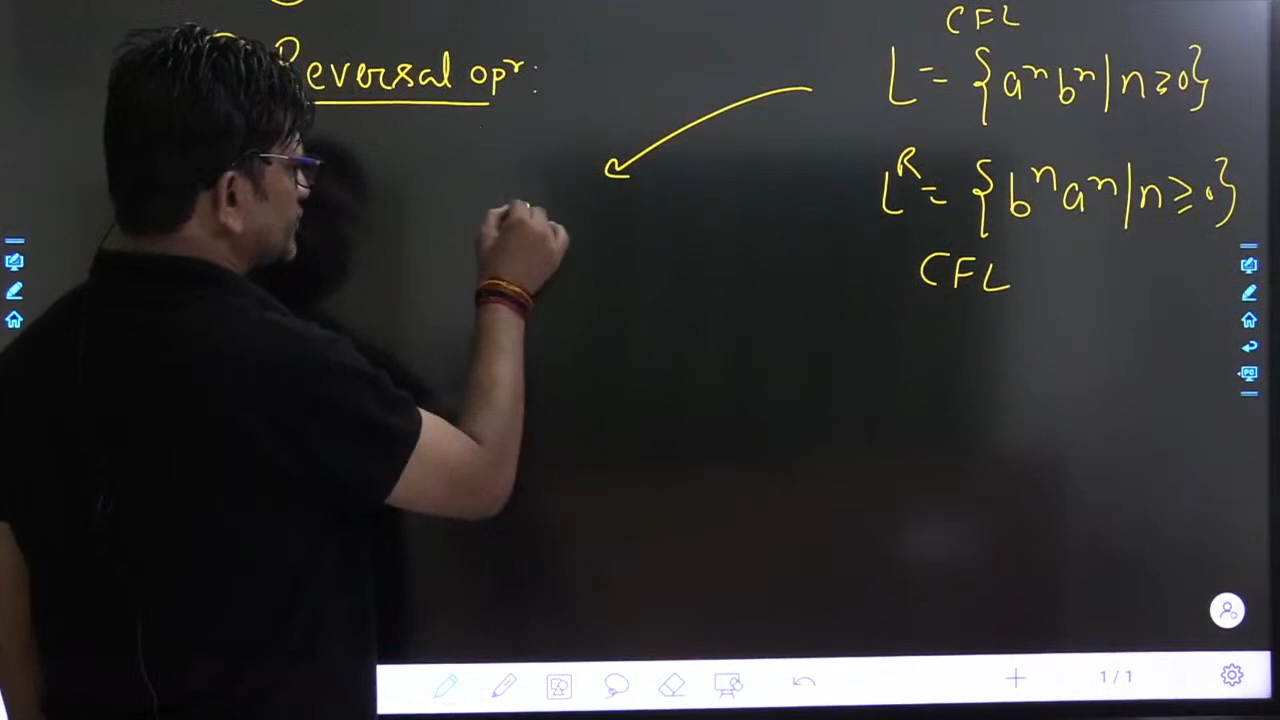 Reversal opr:
CFL
L = {aⁿbⁿ | n≥0}
Lᴿ = {bⁿaⁿ | n≥0}
CFL
1/1